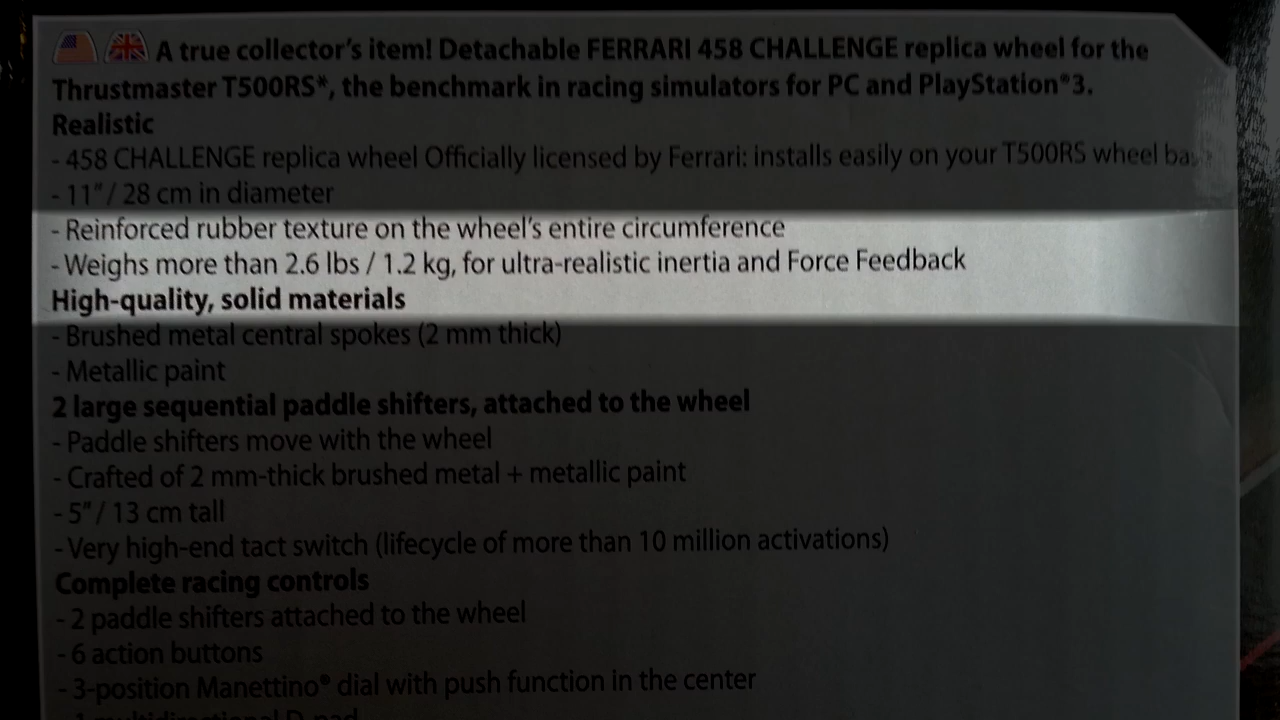 A true collector's item! Detachable FERRARI 458 CHALLENGE replica wheel for the
Thrustmaster T500RS*, the benchmark in racing simulators for PC and PlayStation®3.
Realistic
- 458 CHALLENGE replica wheel Officially licensed by Ferrari: installs easily on your T500RS wheel
- 11" / 28 cm in diameter
- Reinforced rubber texture on the wheel's entire circumference
- Weighs more than 2.6 lbs / 1.2 kg, for ultra-realistic inertia and Force Feedback
High-quality, solid materials
- Brushed metal central spokes (2 mm thick)
- Metallic paint
2 large sequential paddle shifters, attached to the wheel
- Paddle shifters move with the wheel
- Crafted of 2 mm-thick brushed metal + metallic paint
- 5" / 13 cm tall
- Very high-end tact switch (lifecycle of more than 10 million activations)
Complete racing controls
- 2 paddle shifters attached to the wheel
- 6 action buttons
- 3-position Manettino® dial with push function in the center
- 1 multidirectional D-pad